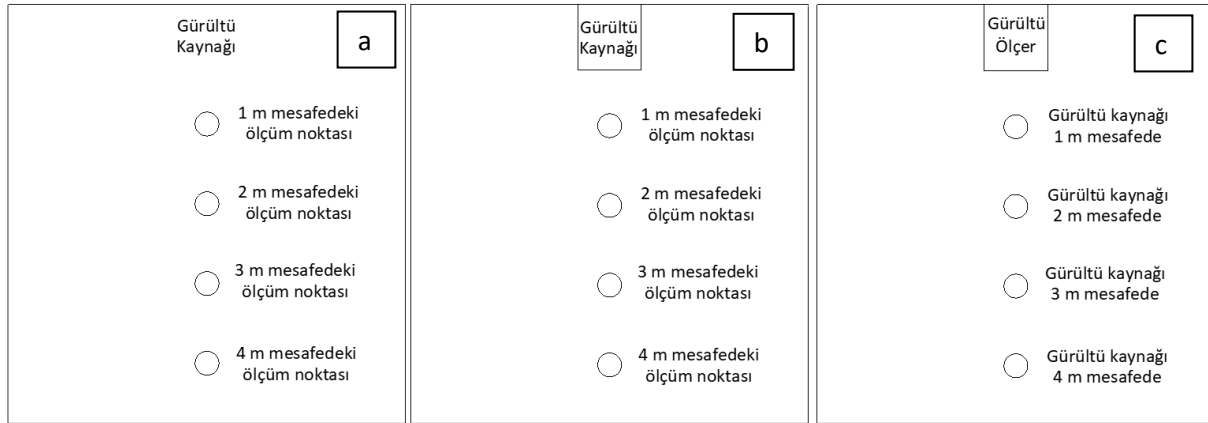 Gürültü
Kaynağı
a
1 m mesafedeki
ölçüm noktası
2 m mesafedeki
ölçüm noktası
3 m mesafedeki
ölçüm noktası
4 m mesafedeki
ölçüm noktası
Gürültü
Kaynağı
b
1 m mesafedeki
ölçüm noktası
2 m mesafedeki
ölçüm noktası
3 m mesafedeki
ölçüm noktası
4 m mesafedeki
ölçüm noktası
Gürültü
Ölçer
c
Gürültü kaynağı
1 m mesafede
Gürültü kaynağı
2 m mesafede
Gürültü kaynağı
3 m mesafede
Gürültü kaynağı
4 m mesafede